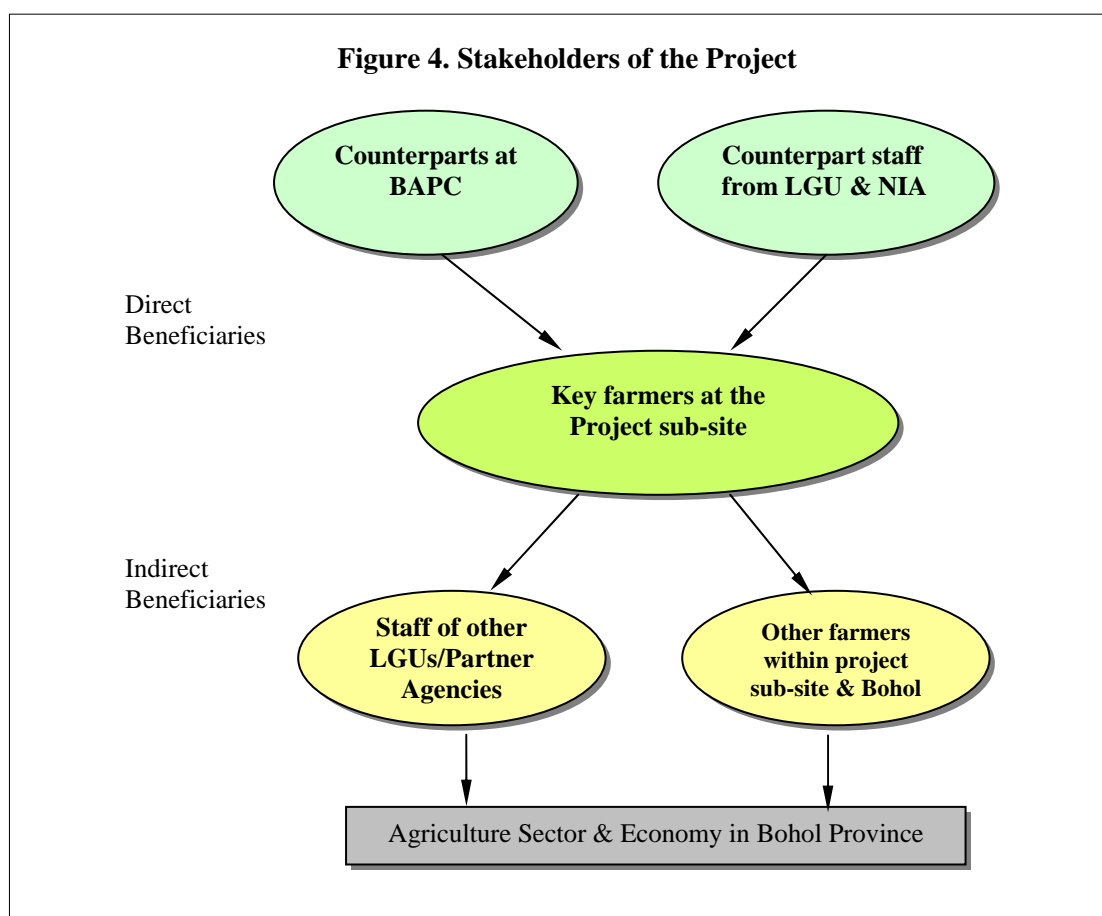 Figure 4. Stakeholders of the Project
Counterparts at
BAPC
Counterpart staff
from LGU & NIA
Direct
Beneficiaries
Key farmers at the
Project sub-site
Indirect
Beneficiaries
Staff of other
LGUs/Partner
Agencies
Other farmers
within project
sub-site & Bohol
Agriculture Sector & Economy in Bohol Province